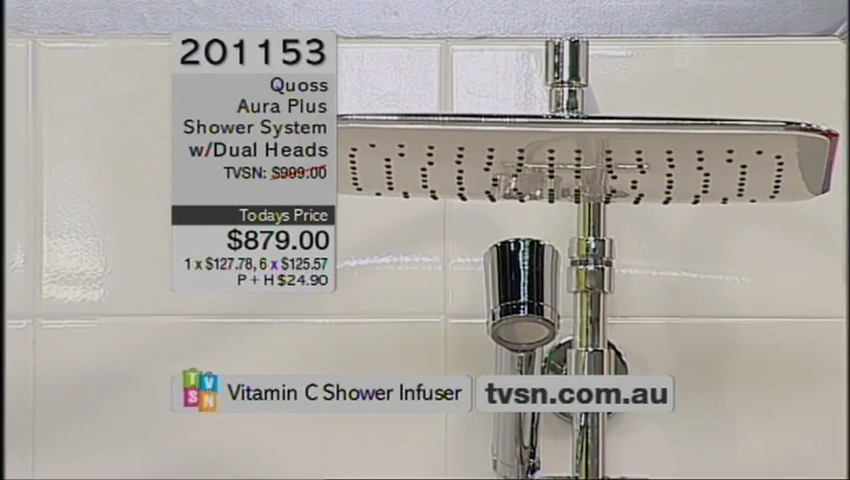 201153
Quoss
Aura Plus
Shower System
w/Dual Heads
TVSN: $999.00
Todays Price
$879.00
1 x $127.78, 6 x $125.57
P + H $24.90
TVSN
Vitamin C Shower Infuser
tvsn.com.au